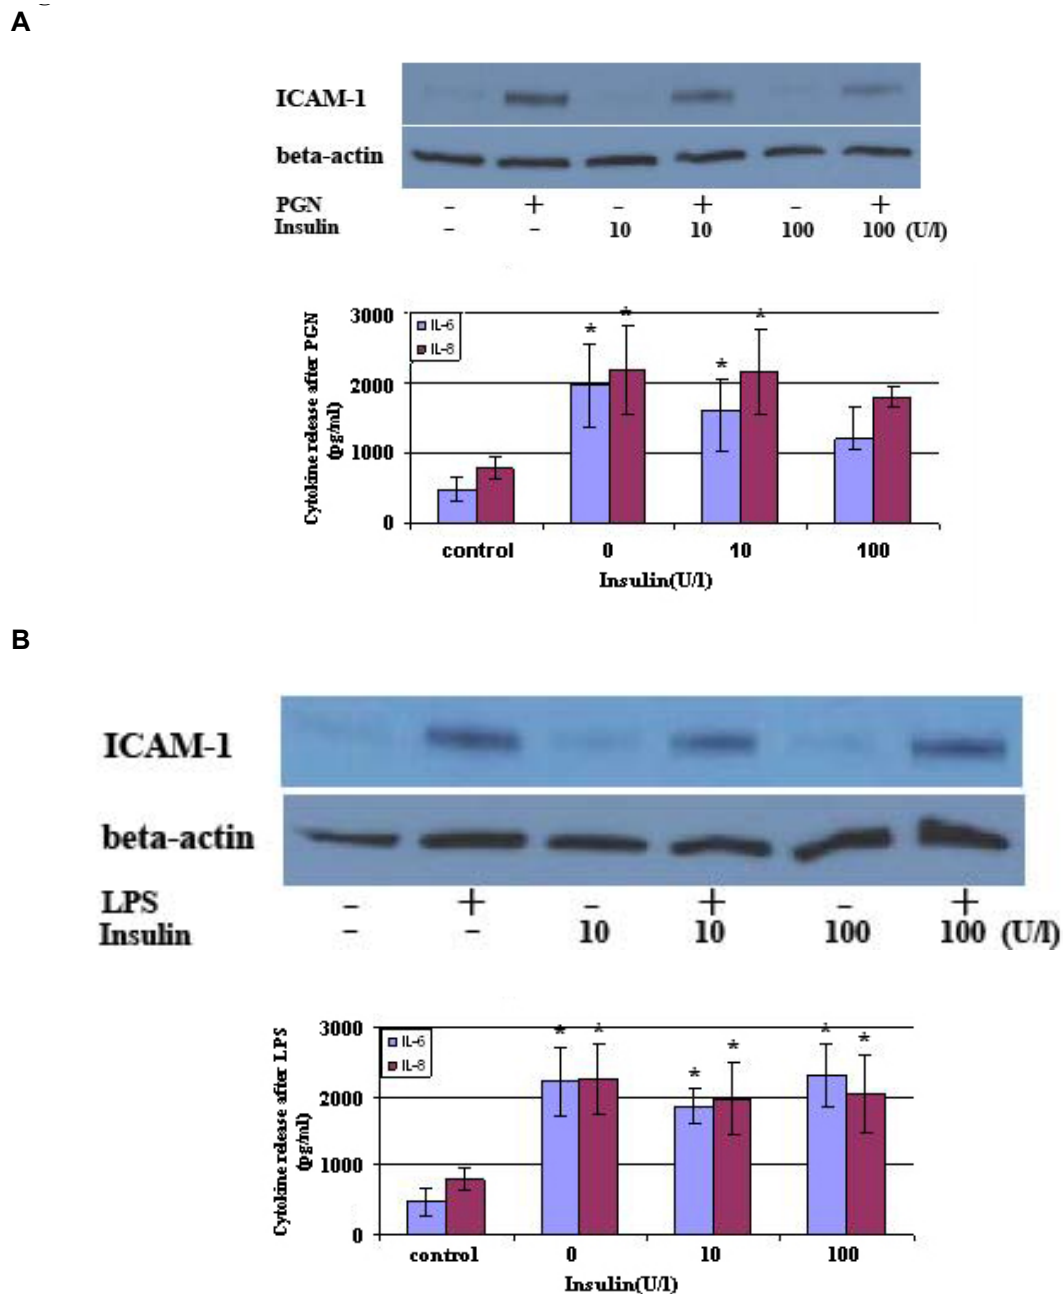 A
ICAM-1
beta-actin
PGN - + - + - +
Insulin - - 10 10 100 100 (U/l)
Cytokine release after PGN
(pg/ml)
3000
2000
1000
0
IL-6
IL-8
* * * *
control 0 10 100
Insulin(U/l)
B
ICAM-1
beta-actin
LPS - + - + - +
Insulin - - 10 10 100 100 (U/l)
Cytokine release after LPS
(pg/ml)
3000
2000
1000
0
IL-6
IL-8
* * * * * *
control 0 10 100
Insulin(U/l)